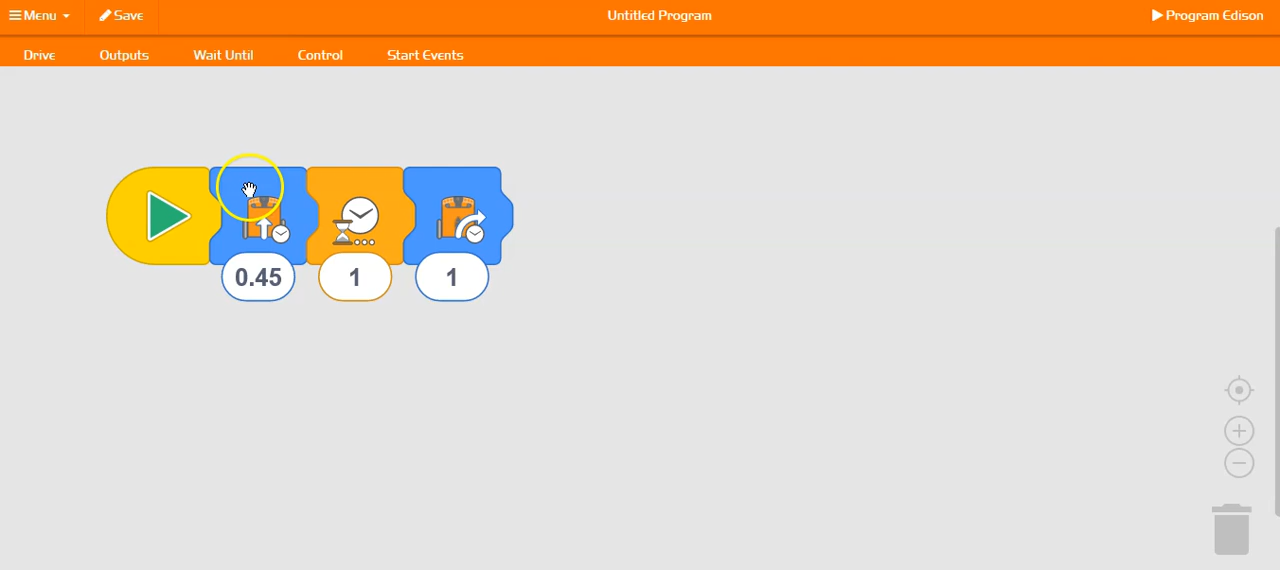 Menu
Save
Untitled Program
Program Edison
Drive
Outputs
Wait Until
Control
Start Events
0.45
1
1